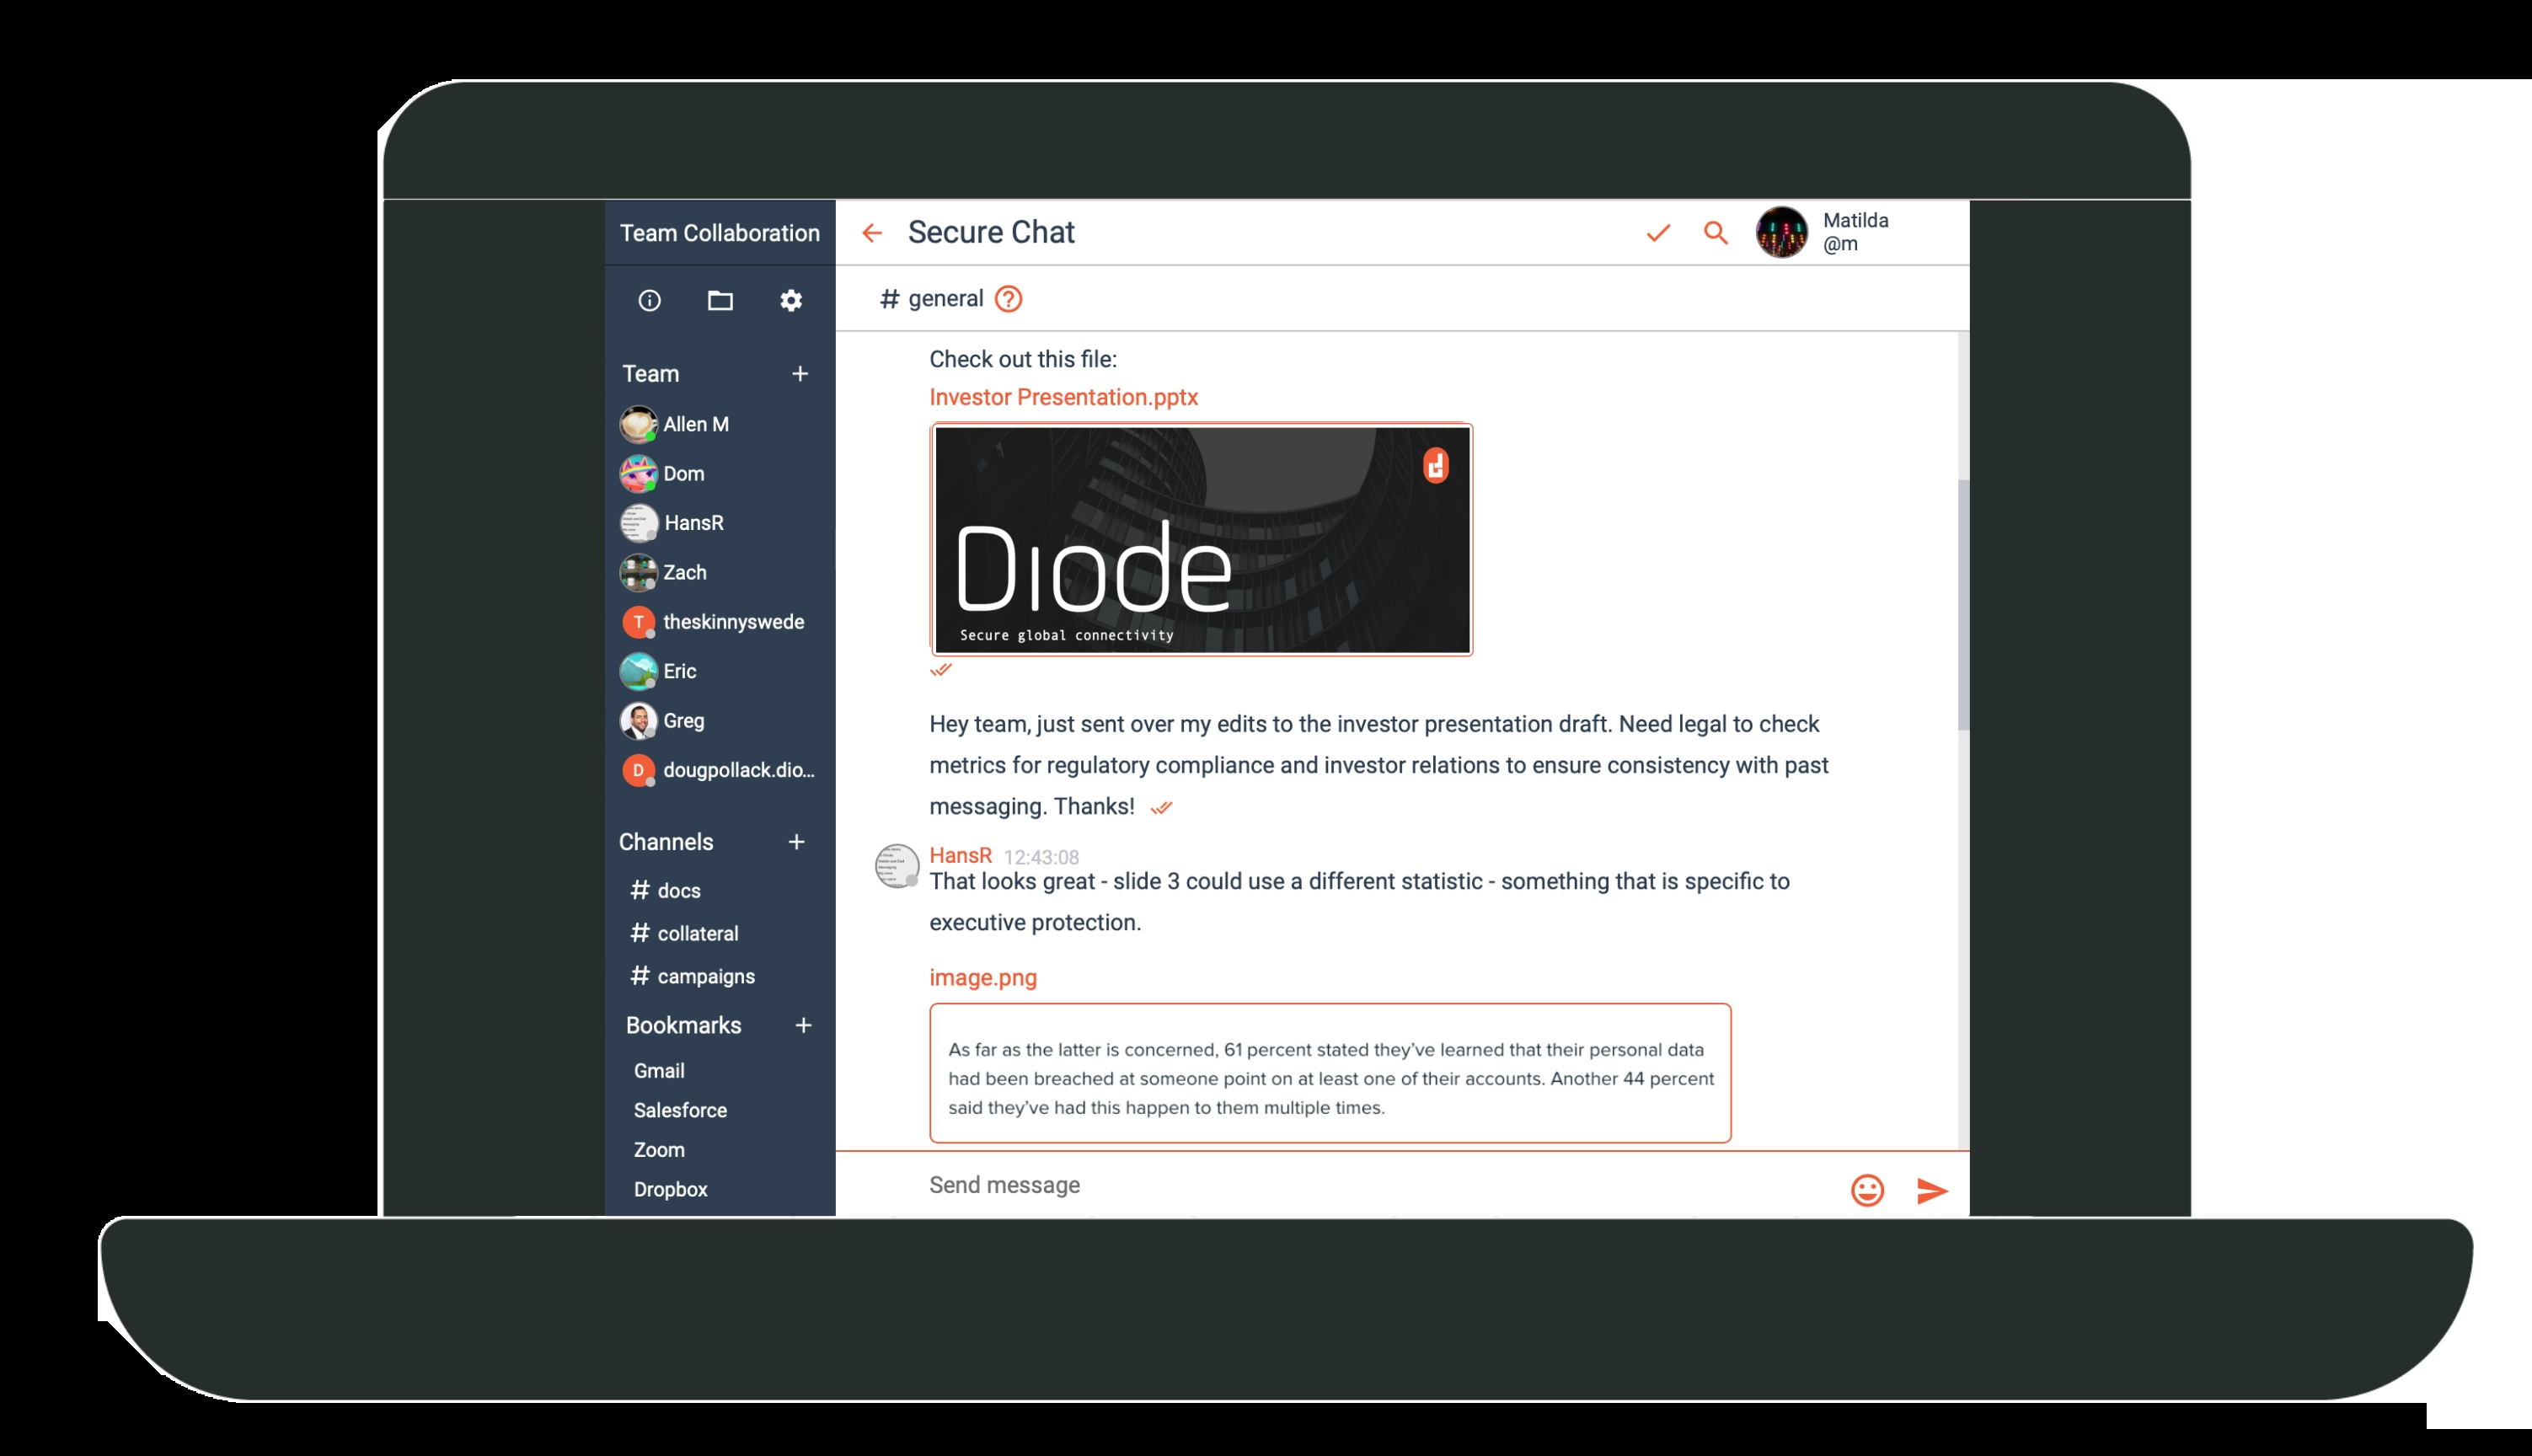 Team Collaboration
Secure Chat
Matilda
@m
# general
Team
Allen M
Dom
HansR
Zach
T theskinnyswede
Eric
Greg
D dougpollack.dio...
Channels
# docs
# collateral
# campaigns
Bookmarks
Gmail
Salesforce
Zoom
Dropbox
Check out this file:
Investor Presentation.pptx
Diode
Secure global connectivity
Hey team, just sent over my edits to the investor presentation draft. Need legal to check
metrics for regulatory compliance and investor relations to ensure consistency with past
messaging. Thanks!
HansR 12:43:08
That looks great - slide 3 could use a different statistic - something that is specific to
executive protection.
image.png
As far as the latter is concerned, 61 percent stated they've learned that their personal data
had been breached at someone point on at least one of their accounts. Another 44 percent
said they've had this happen to them multiple times.
Send message